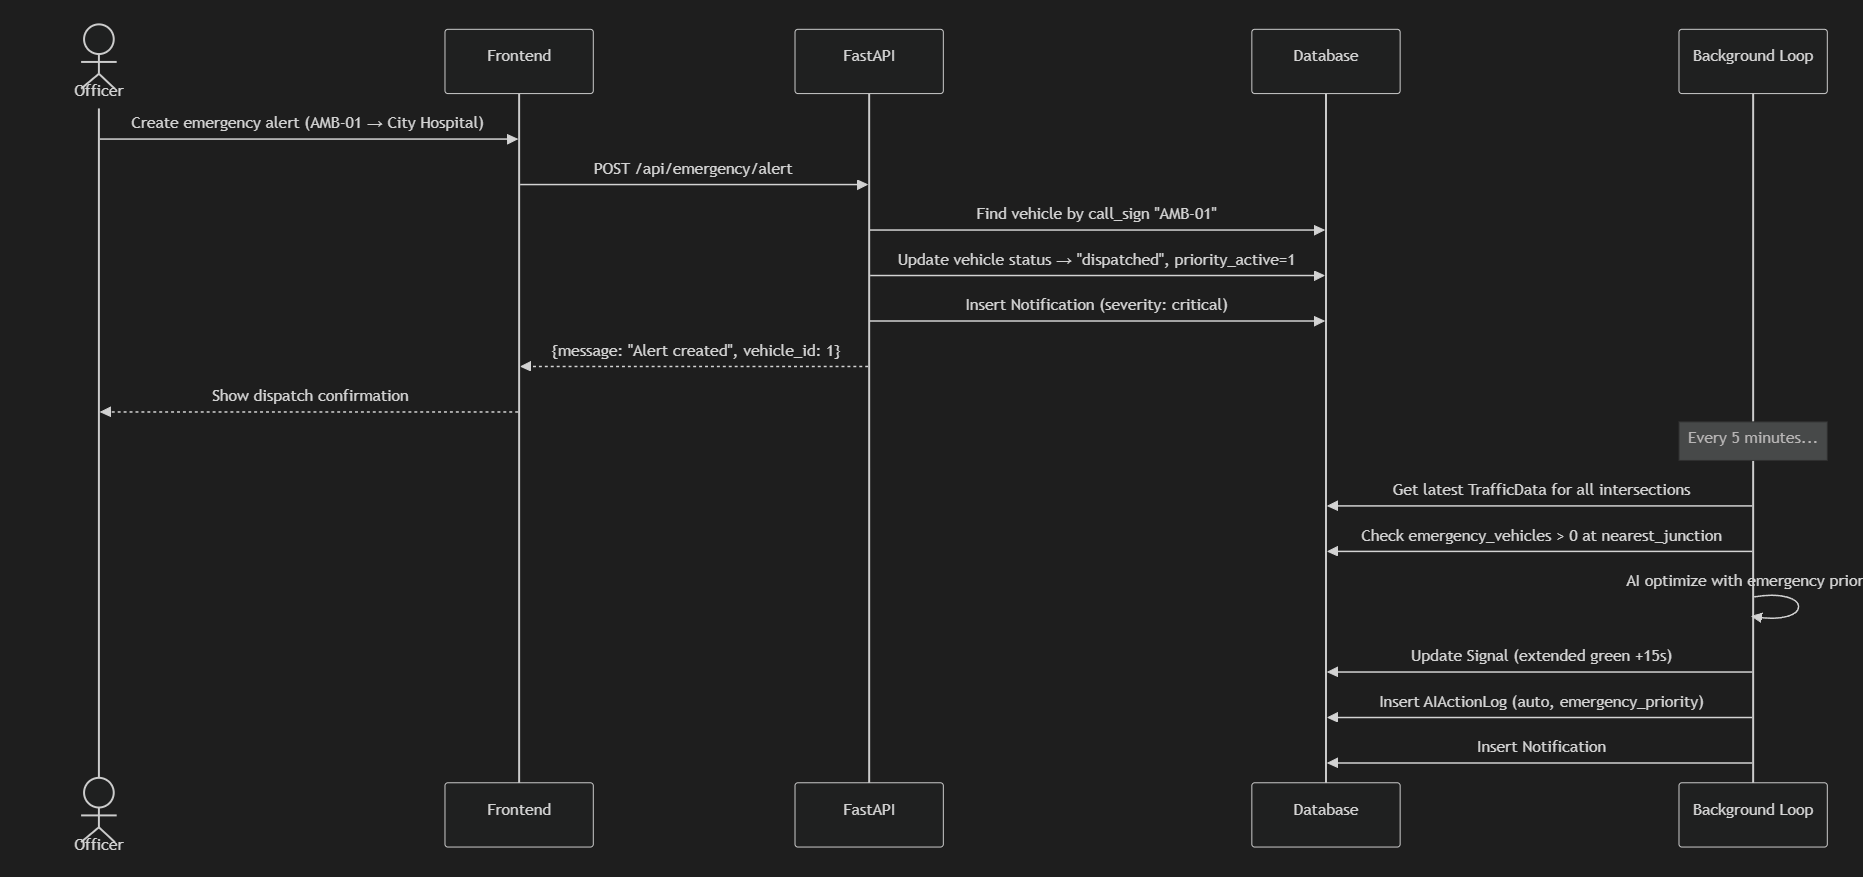 Officer
Frontend
FastAPI
Database
Background Loop
Create emergency alert (AMB-01 → City Hospital)
POST /api/emergency/alert
Find vehicle by call_sign "AMB-01"
Update vehicle status → "dispatched", priority_active=1
Insert Notification (severity: critical)
{message: "Alert created", vehicle_id: 1}
Show dispatch confirmation
Every 5 minutes...
Get latest TrafficData for all intersections
Check emergency_vehicles > 0 at nearest_junction
AI optimize with emergency prior
Update Signal (extended green +15s)
Insert AIActionLog (auto, emergency_priority)
Insert Notification
Officer
Frontend
FastAPI
Database
Background Loop